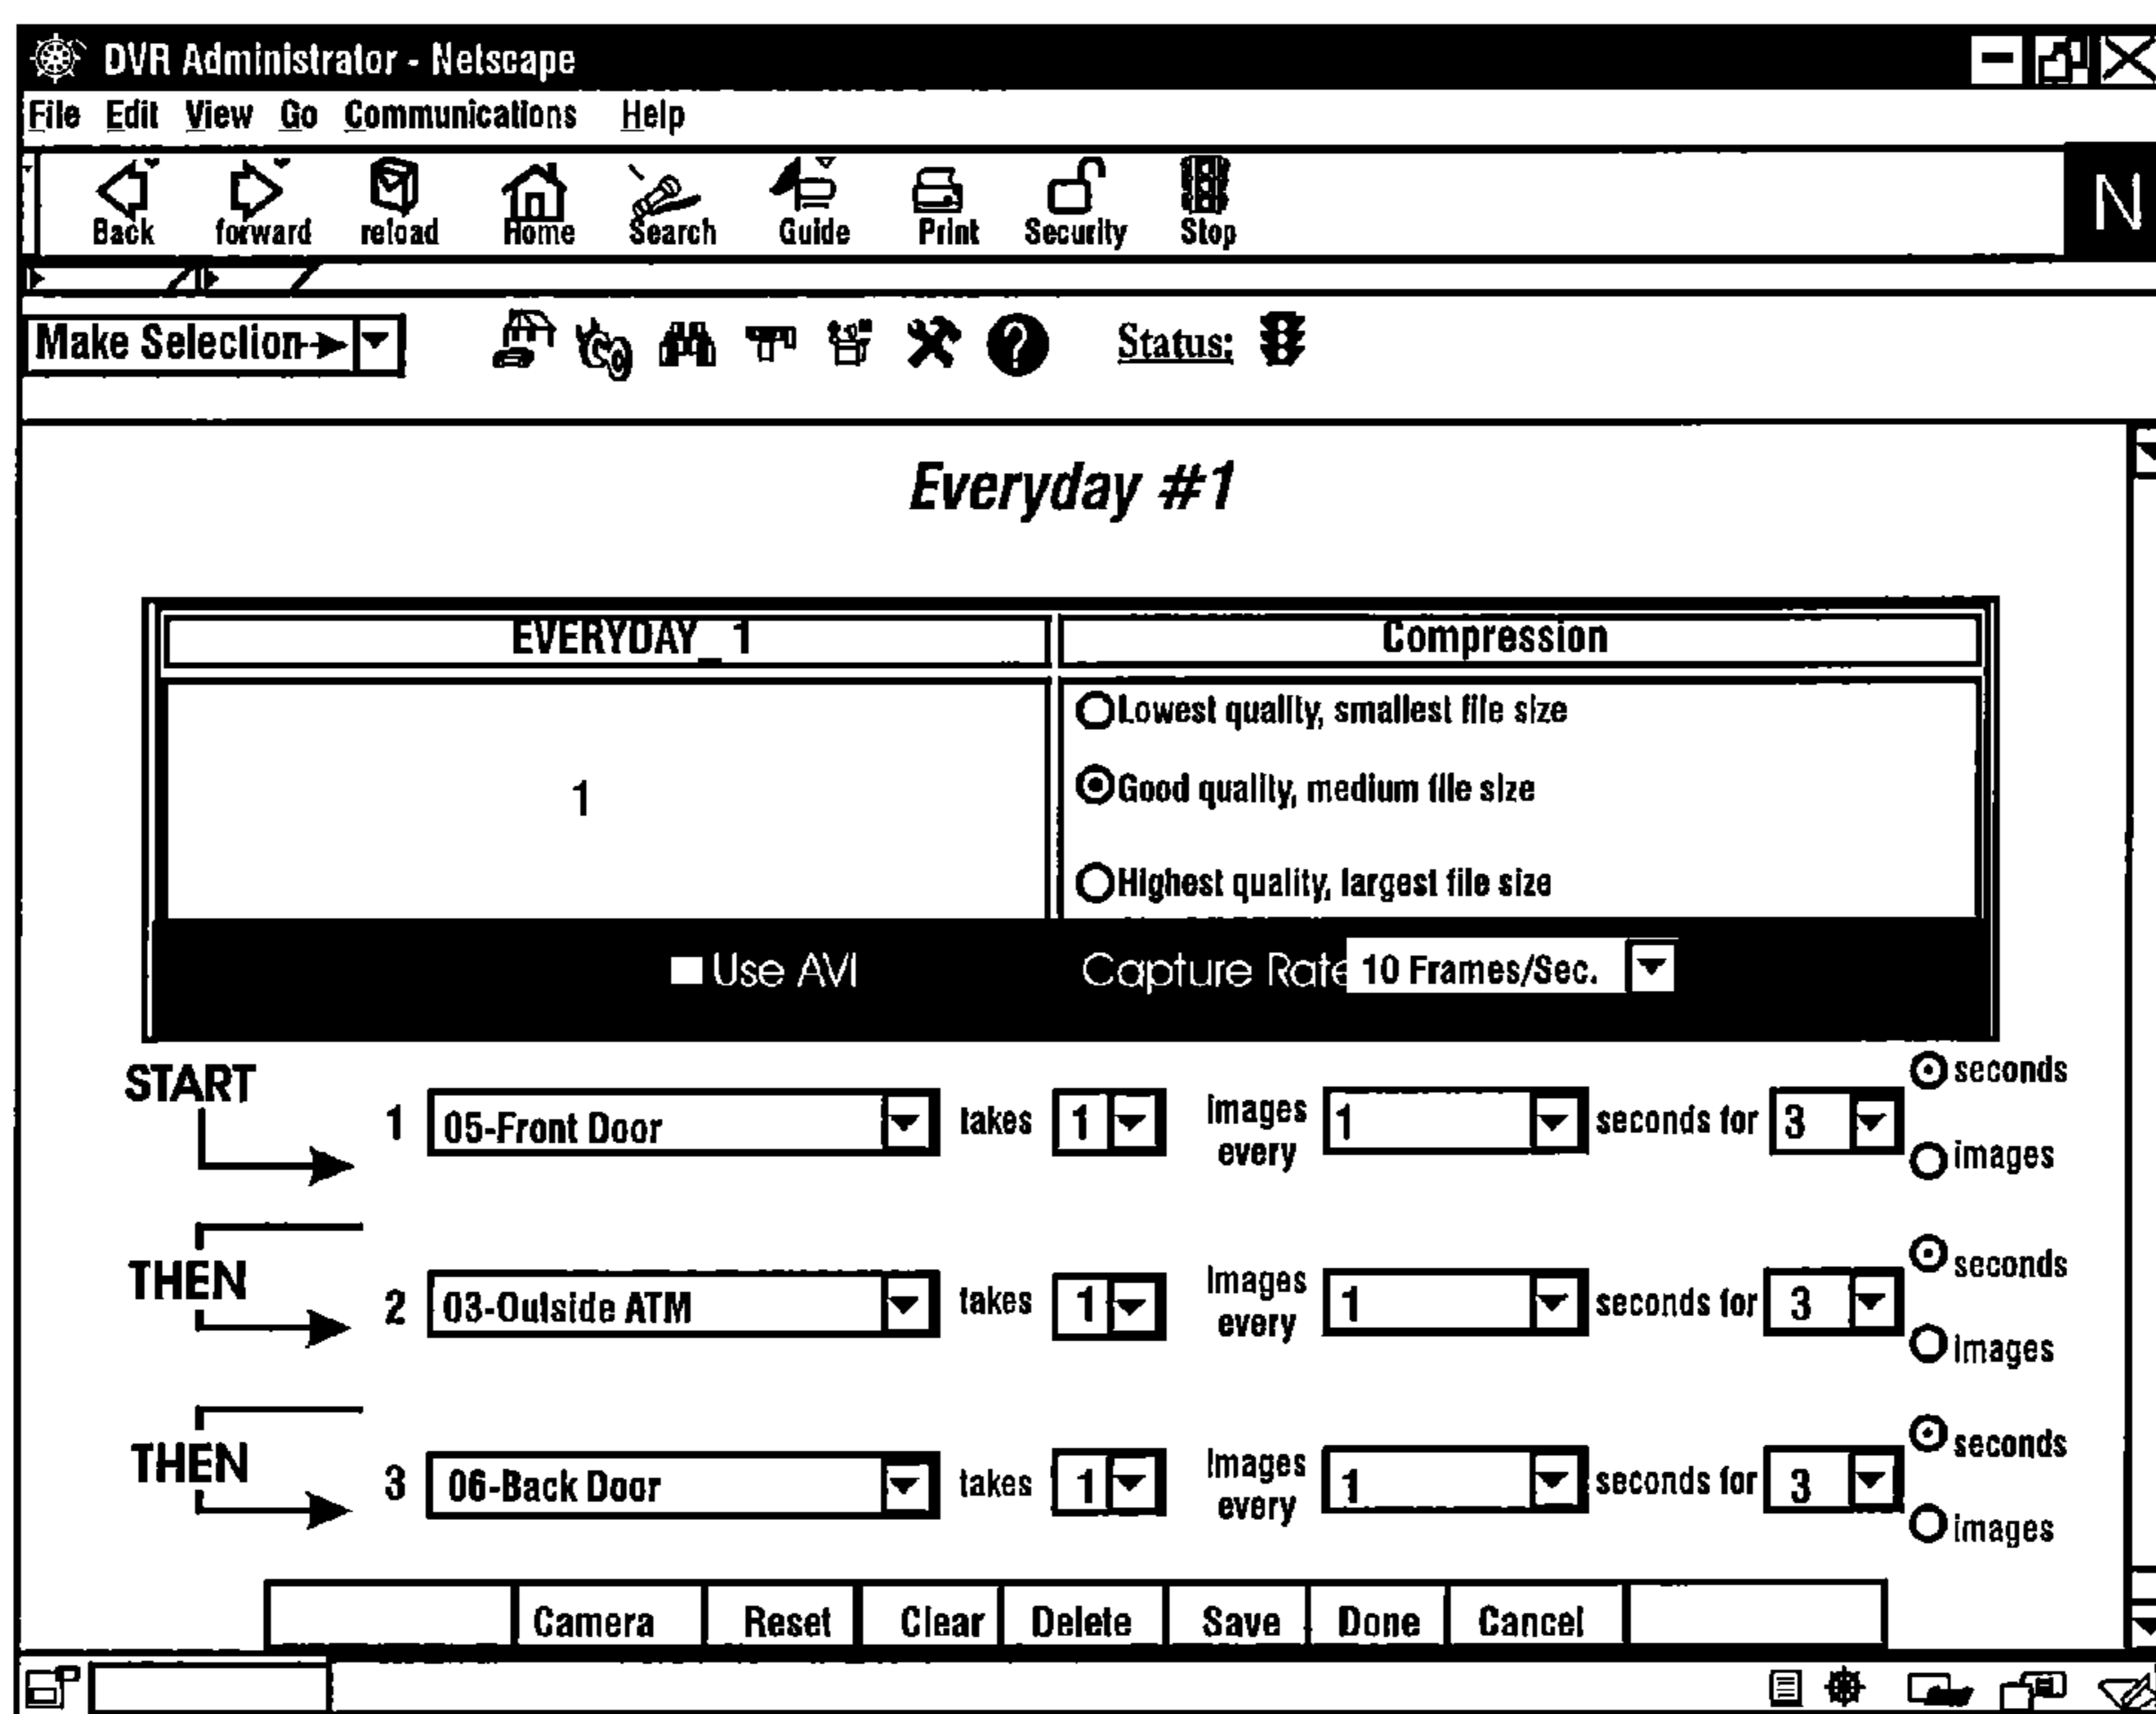 DVR Administrator - Netscape
File Edit View Go Communications Help
Back forward reload Home Search Guide Print Security Stop
N
Make Selection ? Status:
Everyday #1
EVERYDAY_1 Compression
Lowest quality, smallest file size
1 Good quality, medium file size
Highest quality, largest file size
Use AVI Capture Rate 10 Frames/Sec.
START 1 05-Front Door takes 1 Images every 1 seconds for 3 seconds images
THEN 2 03-Outside ATM takes 1 Images every 1 seconds for 3 seconds images
THEN 3 06-Back Door takes 1 Images every 1 seconds for 3 seconds images
Camera Reset Clear Delete Save Done Cancel